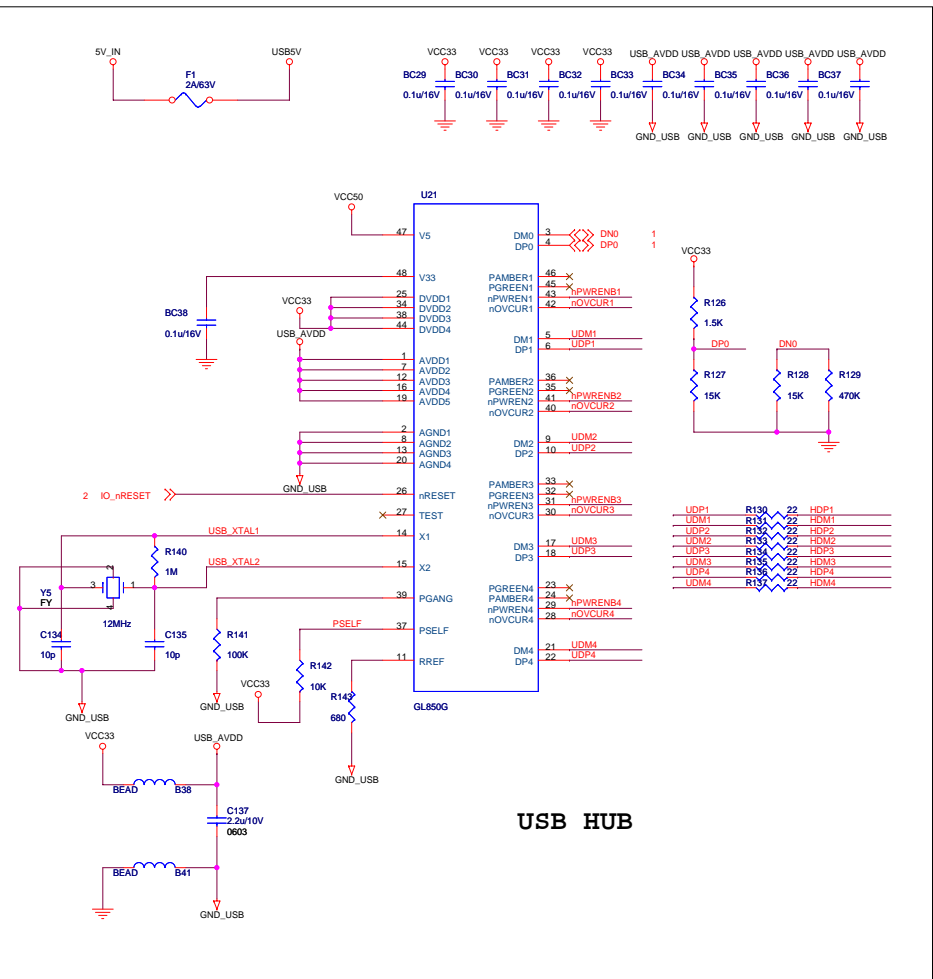 5V_IN
USB5V
F1
2A/63V
VCC33 VCC33 VCC33 VCC33 USB_AVDD USB_AVDD USB_AVDD USB_AVDD USB_AVDD
BC29 BC30 BC31 BC32 BC33 BC34 BC35 BC36 BC37
0.1u/16V 0.1u/16V 0.1u/16V 0.1u/16V 0.1u/16V 0.1u/16V 0.1u/16V 0.1u/16V 0.1u/16V
GND_USB GND_USB GND_USB GND_USB GND_USB
U21
VCC50
47 V5
48 V33
25 DVDD1
34 DVDD2
38 DVDD3
44 DVDD4
VCC33
BC38
0.1u/16V
USB_AVDD
1 AVDD1
7 AVDD2
12 AVDD3
16 AVDD4
19 AVDD5
2 AGND1
8 AGND2
13 AGND3
20 AGND4
GND_USB
2 IO_nRESET
26 nRESET
27 TEST
USB_XTAL1
14 X1
USB_XTAL2
15 X2
R140
1M
2
3
1
4
Y5
FY
12MHz
C134
10p
C135
10p
GND_USB
39 PGANG
R141
100K
GND_USB
PSELF
37 PSELF
R142
10K
VCC33
11 RREF
R143
680
GND_USB
GL850G
DM0 3 DN0 1
DP0 4 DP0 1
PAMBER1 46
PGREEN1 45
nPWREN1 43 nPWRENB1
nOVCUR1 42 nOVCUR1
DM1 5 UDM1
DP1 6 UDP1
PAMBER2 36
PGREEN2 35
nPWREN2 41 nPWRENB2
nOVCUR2 40 nOVCUR2
DM2 9 UDM2
DP2 10 UDP2
PAMBER3 33
PGREEN3 32
nPWREN3 31 nPWRENB3
nOVCUR3 30 nOVCUR3
DM3 17 UDM3
DP3 18 UDP3
PGREEN4 23
PAMBER4 24
nPWREN4 29 nPWRENB4
nOVCUR4 28 nOVCUR4
DM4 21 UDM4
DP4 22 UDP4
VCC33
R126
1.5K
DP0
DN0
R127
15K
R128
15K
R129
470K
UDP1 R130 22 HDP1
UDM1 R131 22 HDM1
UDP2 R132 22 HDP2
UDM2 R133 22 HDM2
UDP3 R134 22 HDP3
UDM3 R135 22 HDM3
UDP4 R136 22 HDP4
UDM4 R137 22 HDM4
VCC33
USB_AVDD
BEAD B38
C137
2.2u/10V
0603
BEAD B41
GND_USB
USB HUB